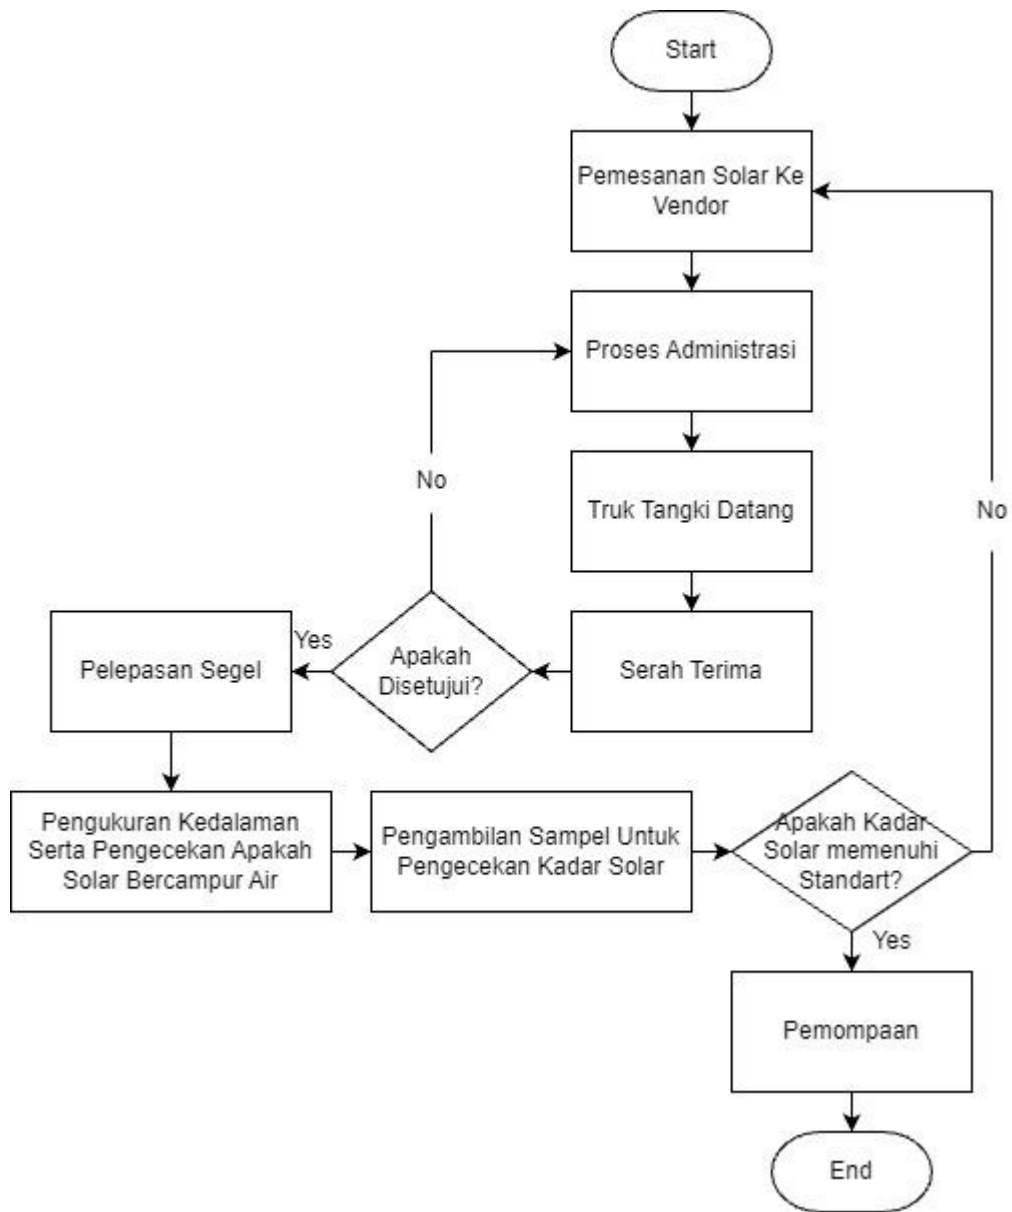 Start
Pemesanan Solar Ke
Vendor
Proses Administrasi
No
Truk Tangki Datang
No
Pelepasan Segel
Yes
Apakah
Disetujui?
Serah Terima
Pengukuran Kedalaman
Serta Pengecekan Apakah
Solar Bercampur Air
Pengambilan Sampel Untuk
Pengecekan Kadar Solar
Apakah Kadar
Solar memenuhi
Standart?
Yes
Pemompaan
End